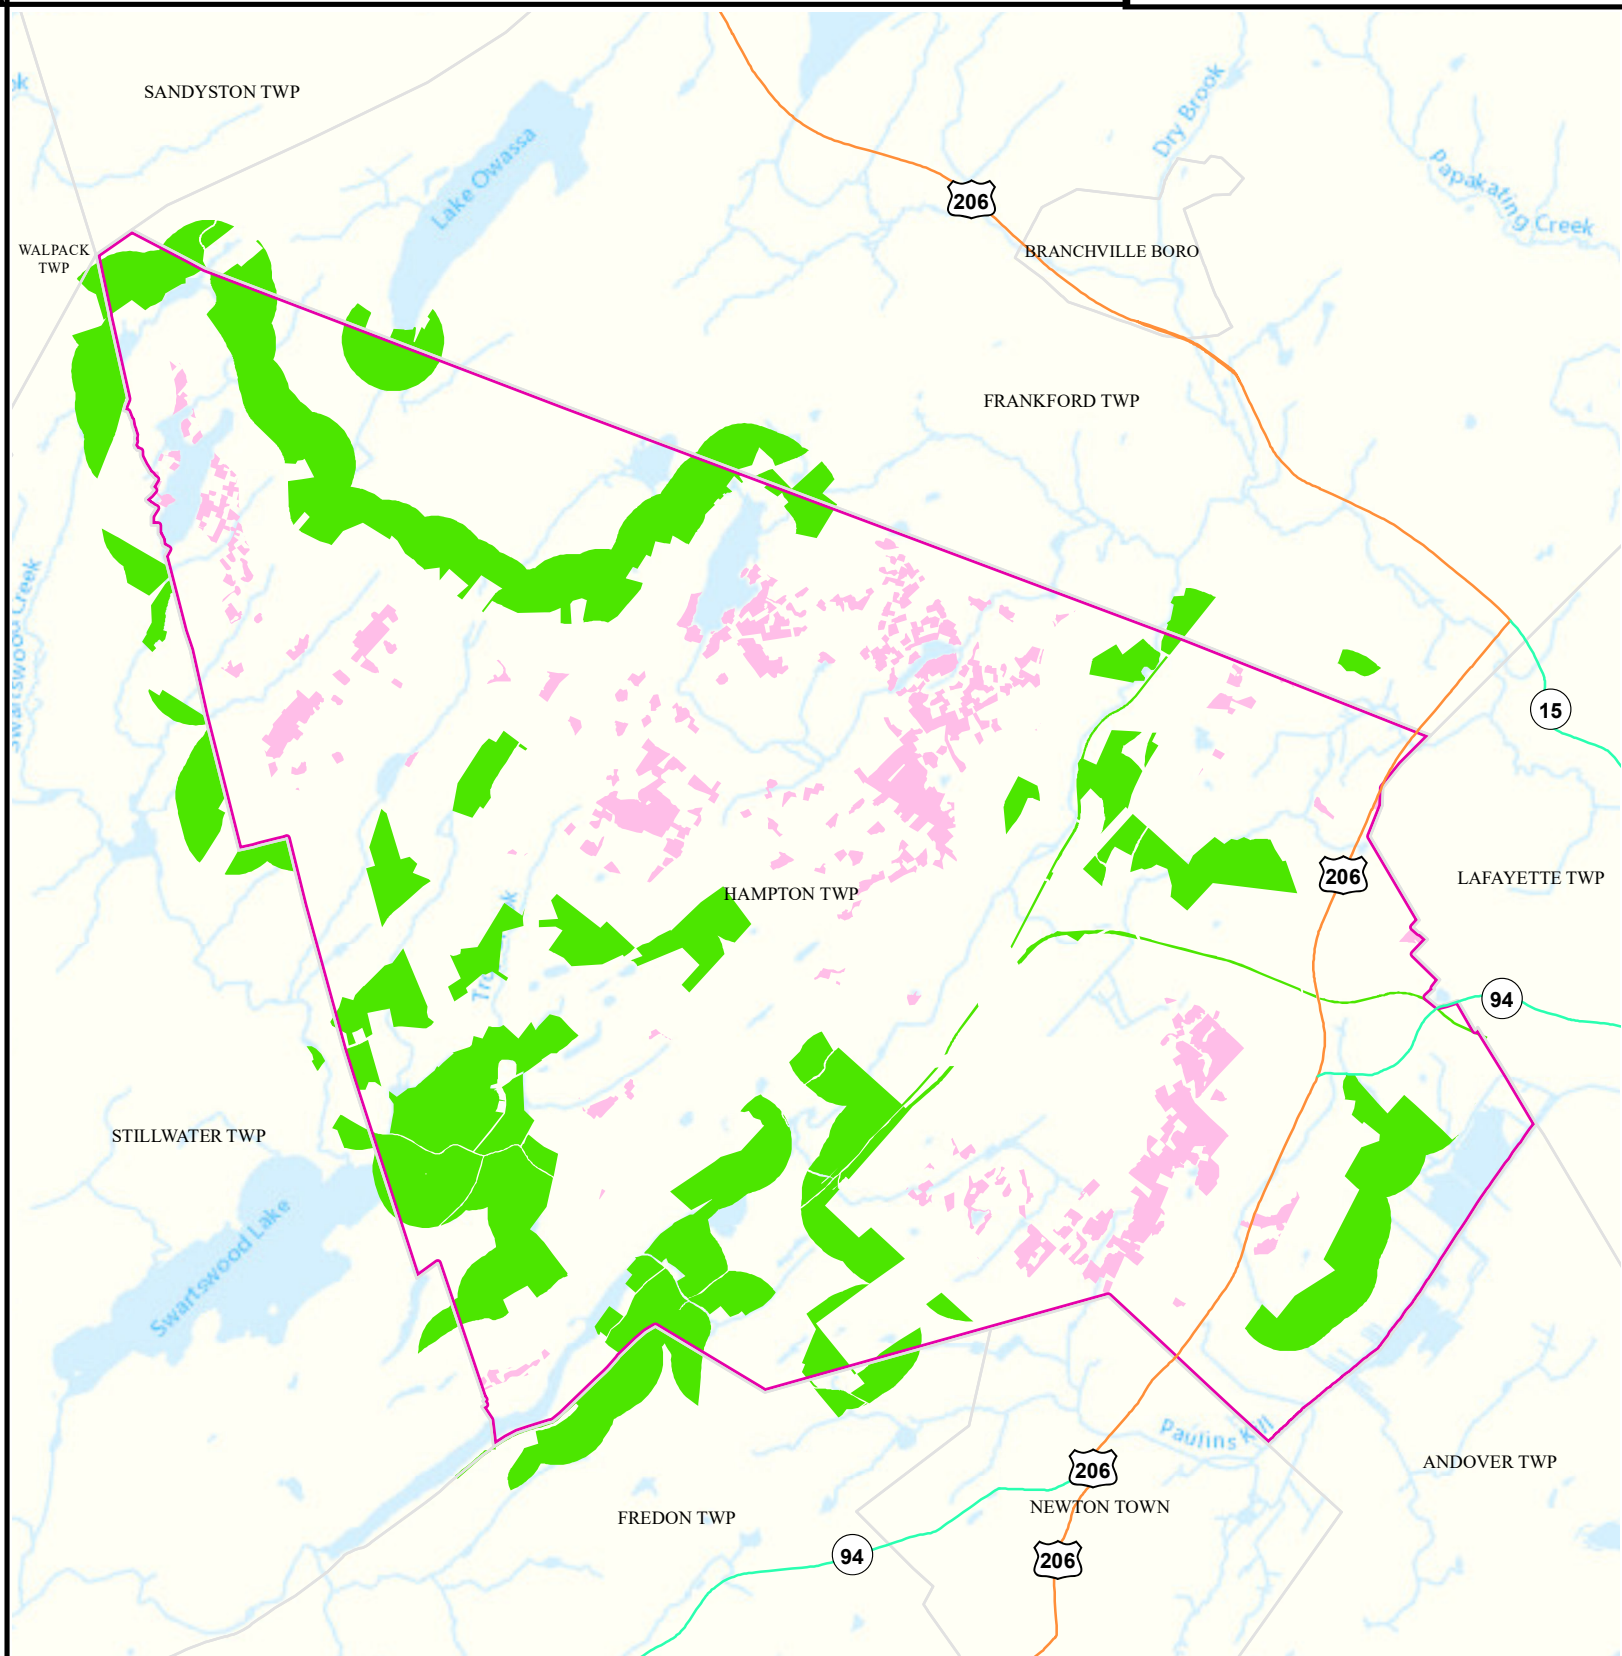 SANDYSTON TWP
Dry Brook
Lake Owassa
Papakating Creek
206
WALPACK
TWP
BRANCHVILLE BORO
FRANKFORD TWP
Swartswood Creek
15
206
LAFAYETTE TWP
HAMPTON TWP
94
STILLWATER TWP
Swartswood Lake
Paulins Kill
ANDOVER TWP
206
NEWTON TOWN
FREDON TWP
94
206